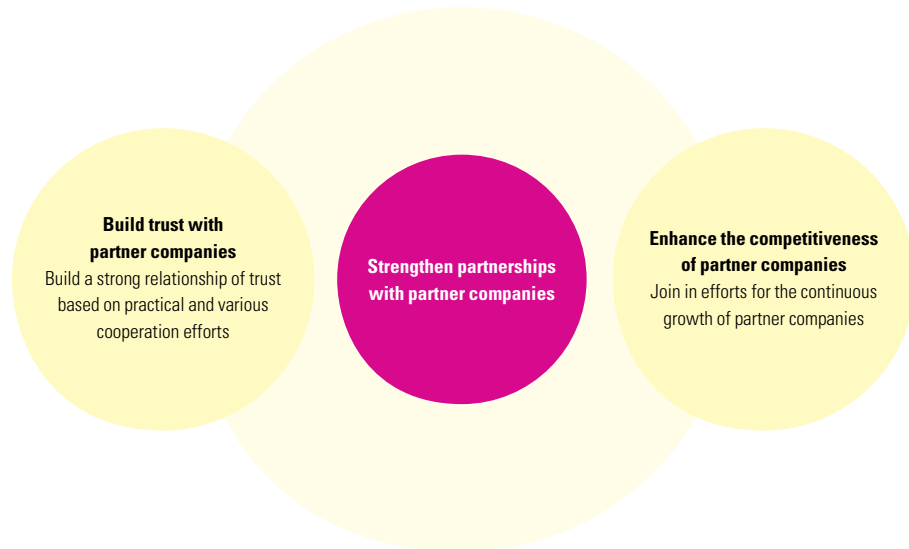 Build trust with
partner companies
Build a strong relationship of trust
based on practical and various
cooperation efforts
Strengthen partnerships
with partner companies
Enhance the competitiveness
of partner companies
Join in efforts for the continuous
growth of partner companies